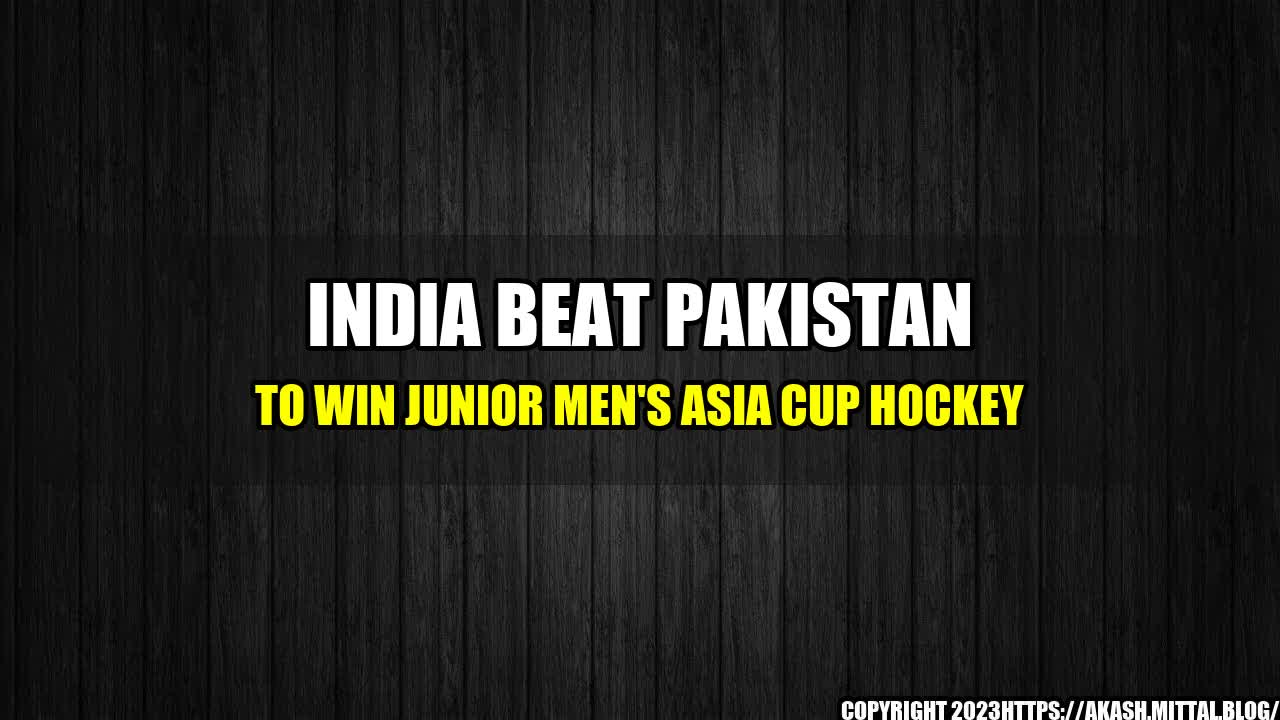 INDIA BEAT PAKISTAN
TO WIN JUNIOR MEN'S ASIA CUP HOCKEY
COPYRIGHT 2023HTTPS://AKASH.MITTAL.BLOG/